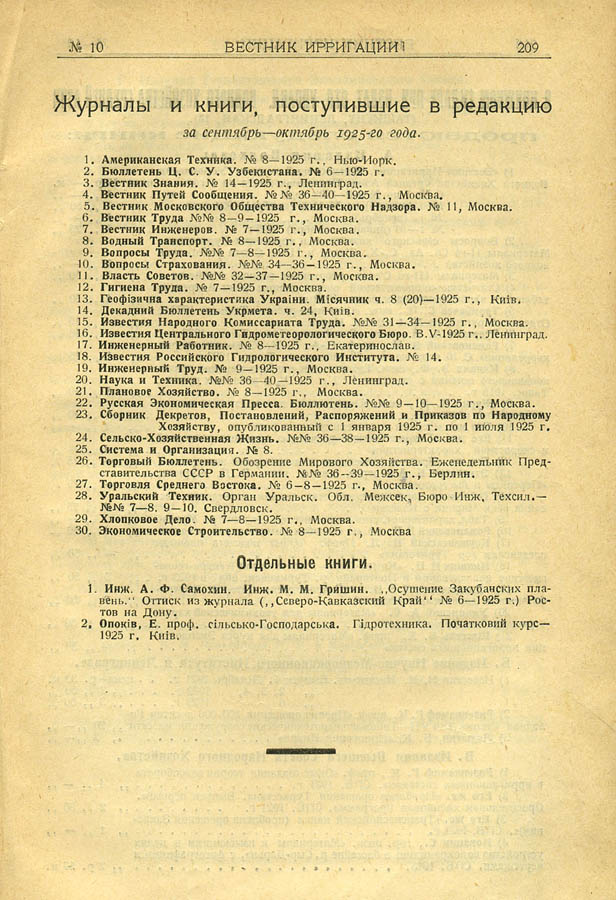 № 10 ВЕСТНИК ИРРИГАЦИИ 209
Журналы и книги, поступившие в редакцию
за сентябрь—октябрь 1925-го года.
1. Американская Техника. № 8—1925 г., Нью-Иорк.
2. Бюллетень Ц. С. У. Узбекистана. № 6—1925 г.
3. Вестник Знания. № 14—1925 г., Ленинград.
4. Вестник Путей Сообщения. №№ 36—40—1925 г., Москва.
5. Вестник Московского Общества Технического Надзора. № 11, Москва.
6. Вестник Труда №№ 8—9—1925 г., Москва.
7. Вестник Инженеров. № 7—1925 г., Москва.
8. Водный Транспорт. № 8—1925 г., Москва.
9. Вопросы Труда. №№ 7—8—1925 г., Москва.
10. Вопросы Страхования. №№ 34—36—1925 г., Москва.
11. Власть Советов. №№ 32—37—1925 г., Москва.
12. Гигиена Труда. № 7—1925 г., Москва.
13. Геофізична характеристика України. Місячник ч. 8 (20)—1925 г., Київ.
14. Декадний Бюлетень Укрмета. ч. 24, Київ.
15. Известия Народного Комиссариата Труда. №№ 31—34—1925 г., Москва.
16. Известия Центрального Гидрометеорологического Бюро. В.V-1925 г., Ленинград.
17. Инженерный Работник. № 8—1925 г., Екатеринослав.
18. Известия Российского Гидрологического Института. № 14.
19. Инженерный Труд. № 9—1925 г., Москва.
20. Наука и Техника. №№ 36—40—1925 г., Ленинград.
21. Плановое Хозяйство. № 8—1925 г., Москва.
22. Русская Экономическая Пресса. Бюллютень. №№ 9—10—1925 г., Москва.
23. Сборник Декретов, Постановлений, Распоряжений и Приказов по Народному
Хозяйству, опубликованный с 1 января 1925 г. по 1 июля 1925 г.
24. Сельско-Хозяйственная Жизнь. №№ 36—38—1925 г., Москва.
25. Система и Организация. № 8.
26. Торговый Бюллетень. Обозрение Мирового Хозяйства. Еженедельник Пред-
ставительства СССР в Германии. №№ 36—39—1925 г., Берлин.
27. Торговля Среднего Востока. № 6—8—1925 г., Москва.
28. Уральский Техник. Орган Уральск. Обл. Межсек. Бюро Инж. Техсил.—
№№ 7—8. 9—10. Свердловск.
29. Хлопковое Дело. № 7—8—1925 г., Москва.
30. Экономическое Строительство. № 8—1925 г., Москва
Отдельные книги.
1. Инж. А. Ф. Самохин. Инж. М. М. Гришин. „Осушение Закубанских пла-
вень." Оттиск из журнала („Северо-Кавказский Край" № 6—1925 г.) Рос-
тов на Дону.
2. Опоків, Е. проф. сільсько-Господарська. Гідротехника. Початковий курс—
1925 г. Київ.